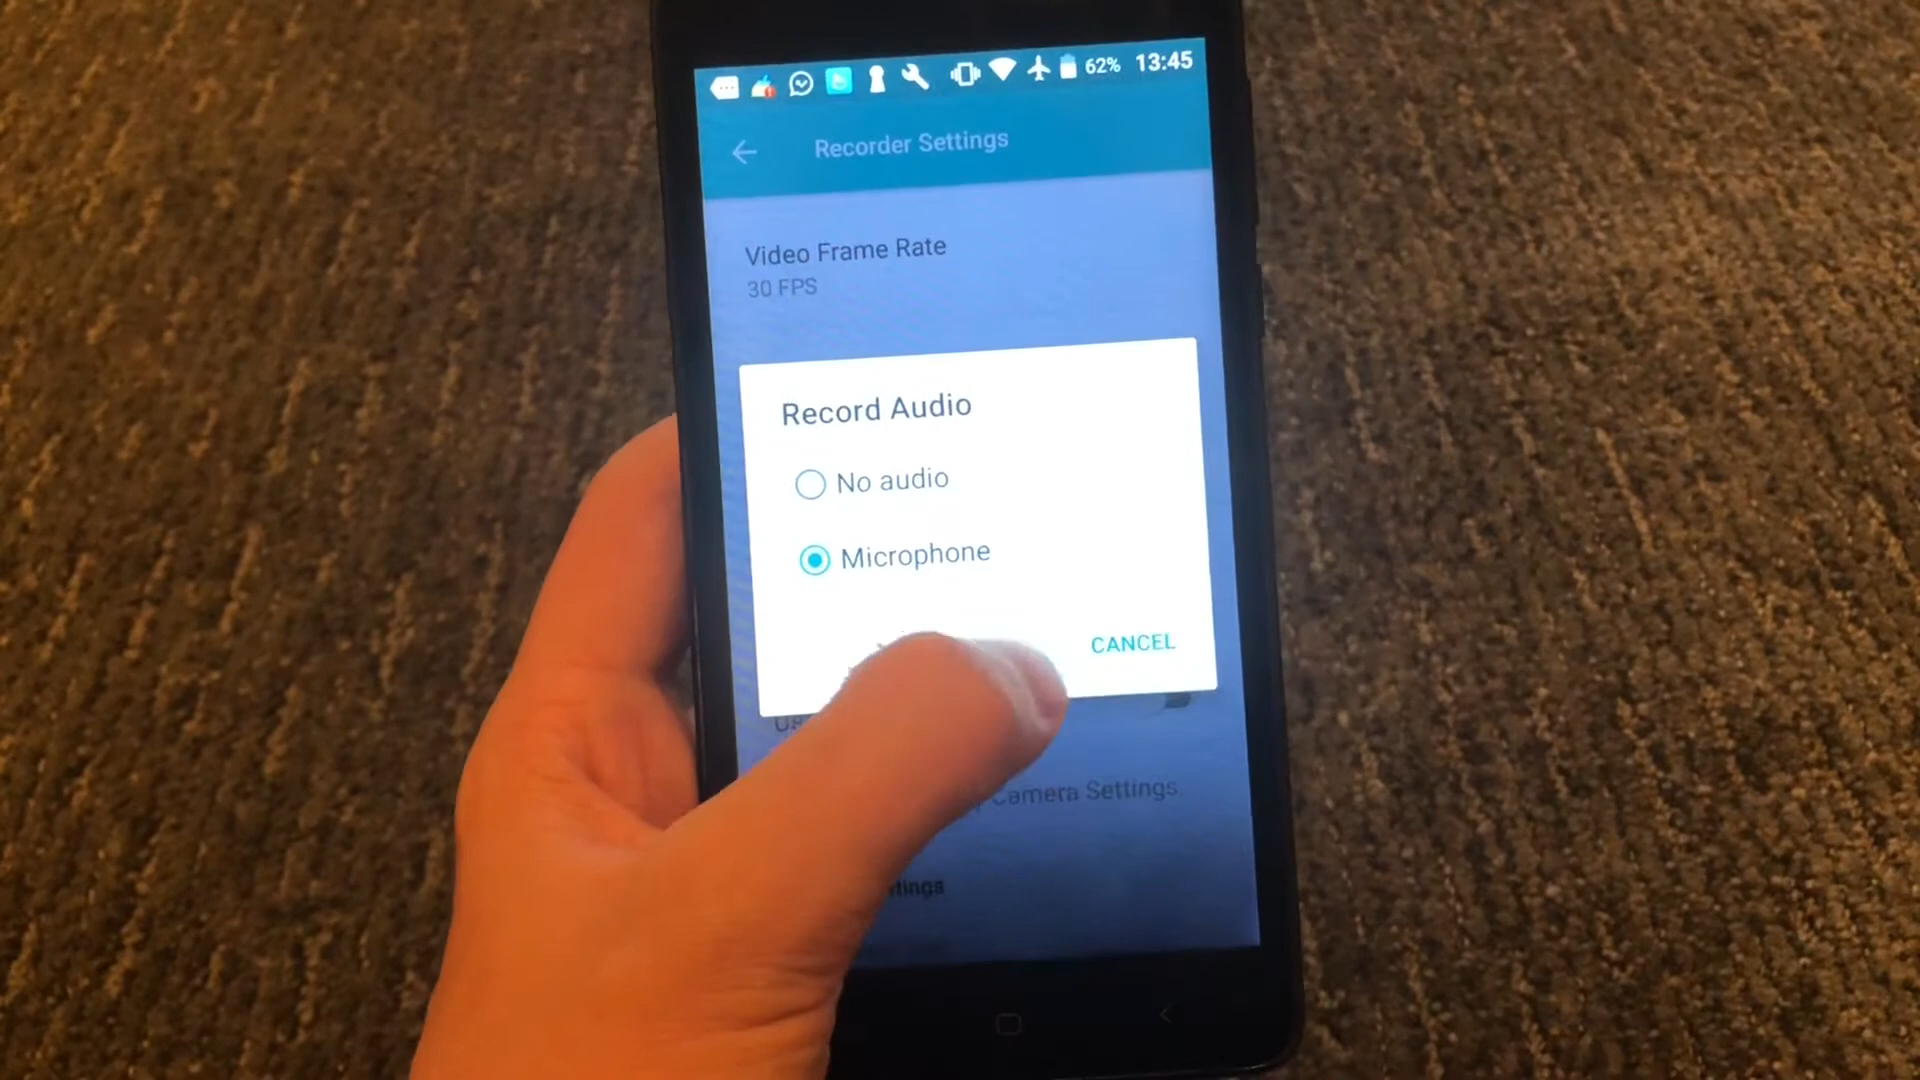 62% 13:45
Recorder Settings
Video Frame Rate
30 FPS
Record Audio
No audio
Microphone
CANCEL
Camera Settings